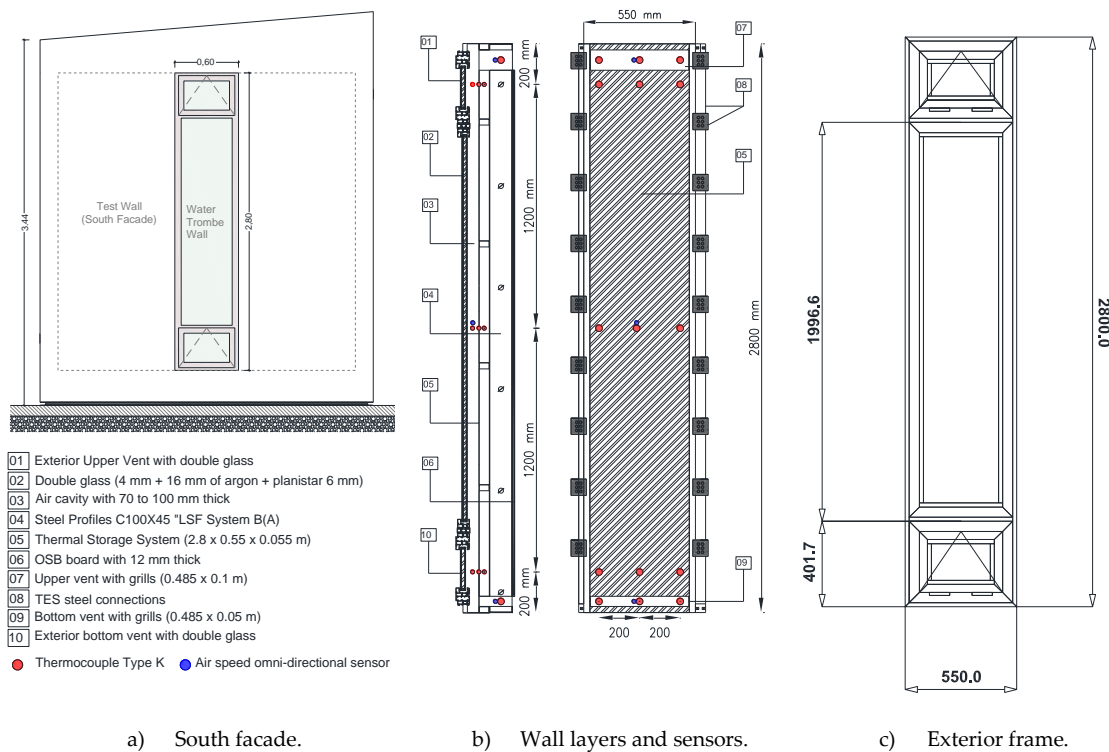 0,60
3.44
Test Wall
(South Facade)
Water
Trombe
Wall
2,80
01 Exterior Upper Vent with double glass
02 Double glass (4 mm + 16 mm of argon + planistar 6 mm)
03 Air cavity with 70 to 100 mm thick
04 Steel Profiles C100X45 "LSF System B(A)
05 Thermal Storage System (2.8 x 0.55 x 0.055 m)
06 OSB board with 12 mm thick
07 Upper vent with grills (0.485 x 0.1 m)
08 TES steel connections
09 Bottom vent with grills (0.485 x 0.05 m)
10 Exterior bottom vent with double glass
Thermocouple Type K
Air speed omni-directional sensor
a) South facade.
01
02
03
04
05
06
10
200 mm
1200 mm
1200 mm
200 mm
550 mm
07
08
05
09
2800 mm
200
200
b) Wall layers and sensors.
1996.6
401.7
2800.0
550.0
c) Exterior frame.